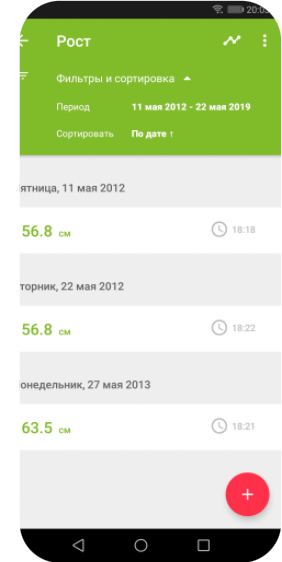 Рост
Фильтры и сортировка
Период 11 мая 2012 - 22 мая 2019
Сортировать По дате ↑
ятница, 11 мая 2012
56.8 см 18:18
торник, 22 мая 2012
56.8 см 18:22
онедельник, 27 мая 2013
63.5 см 18:21
+